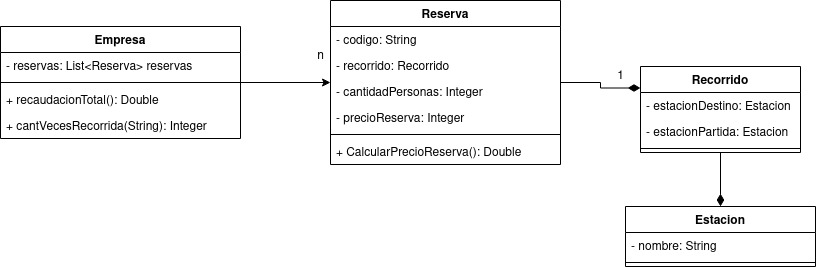 Empresa
- reservas: List<Reserva> reservas
+ recaudacionTotal(): Double
+ cantVecesRecorrida(String): Integer
n
Reserva
- codigo: String
- recorrido: Recorrido
- cantidadPersonas: Integer
- precioReserva: Integer
+ CalcularPrecioReserva(): Double
1
Recorrido
- estacionDestino: Estacion
- estacionPartida: Estacion
Estacion
- nombre: String